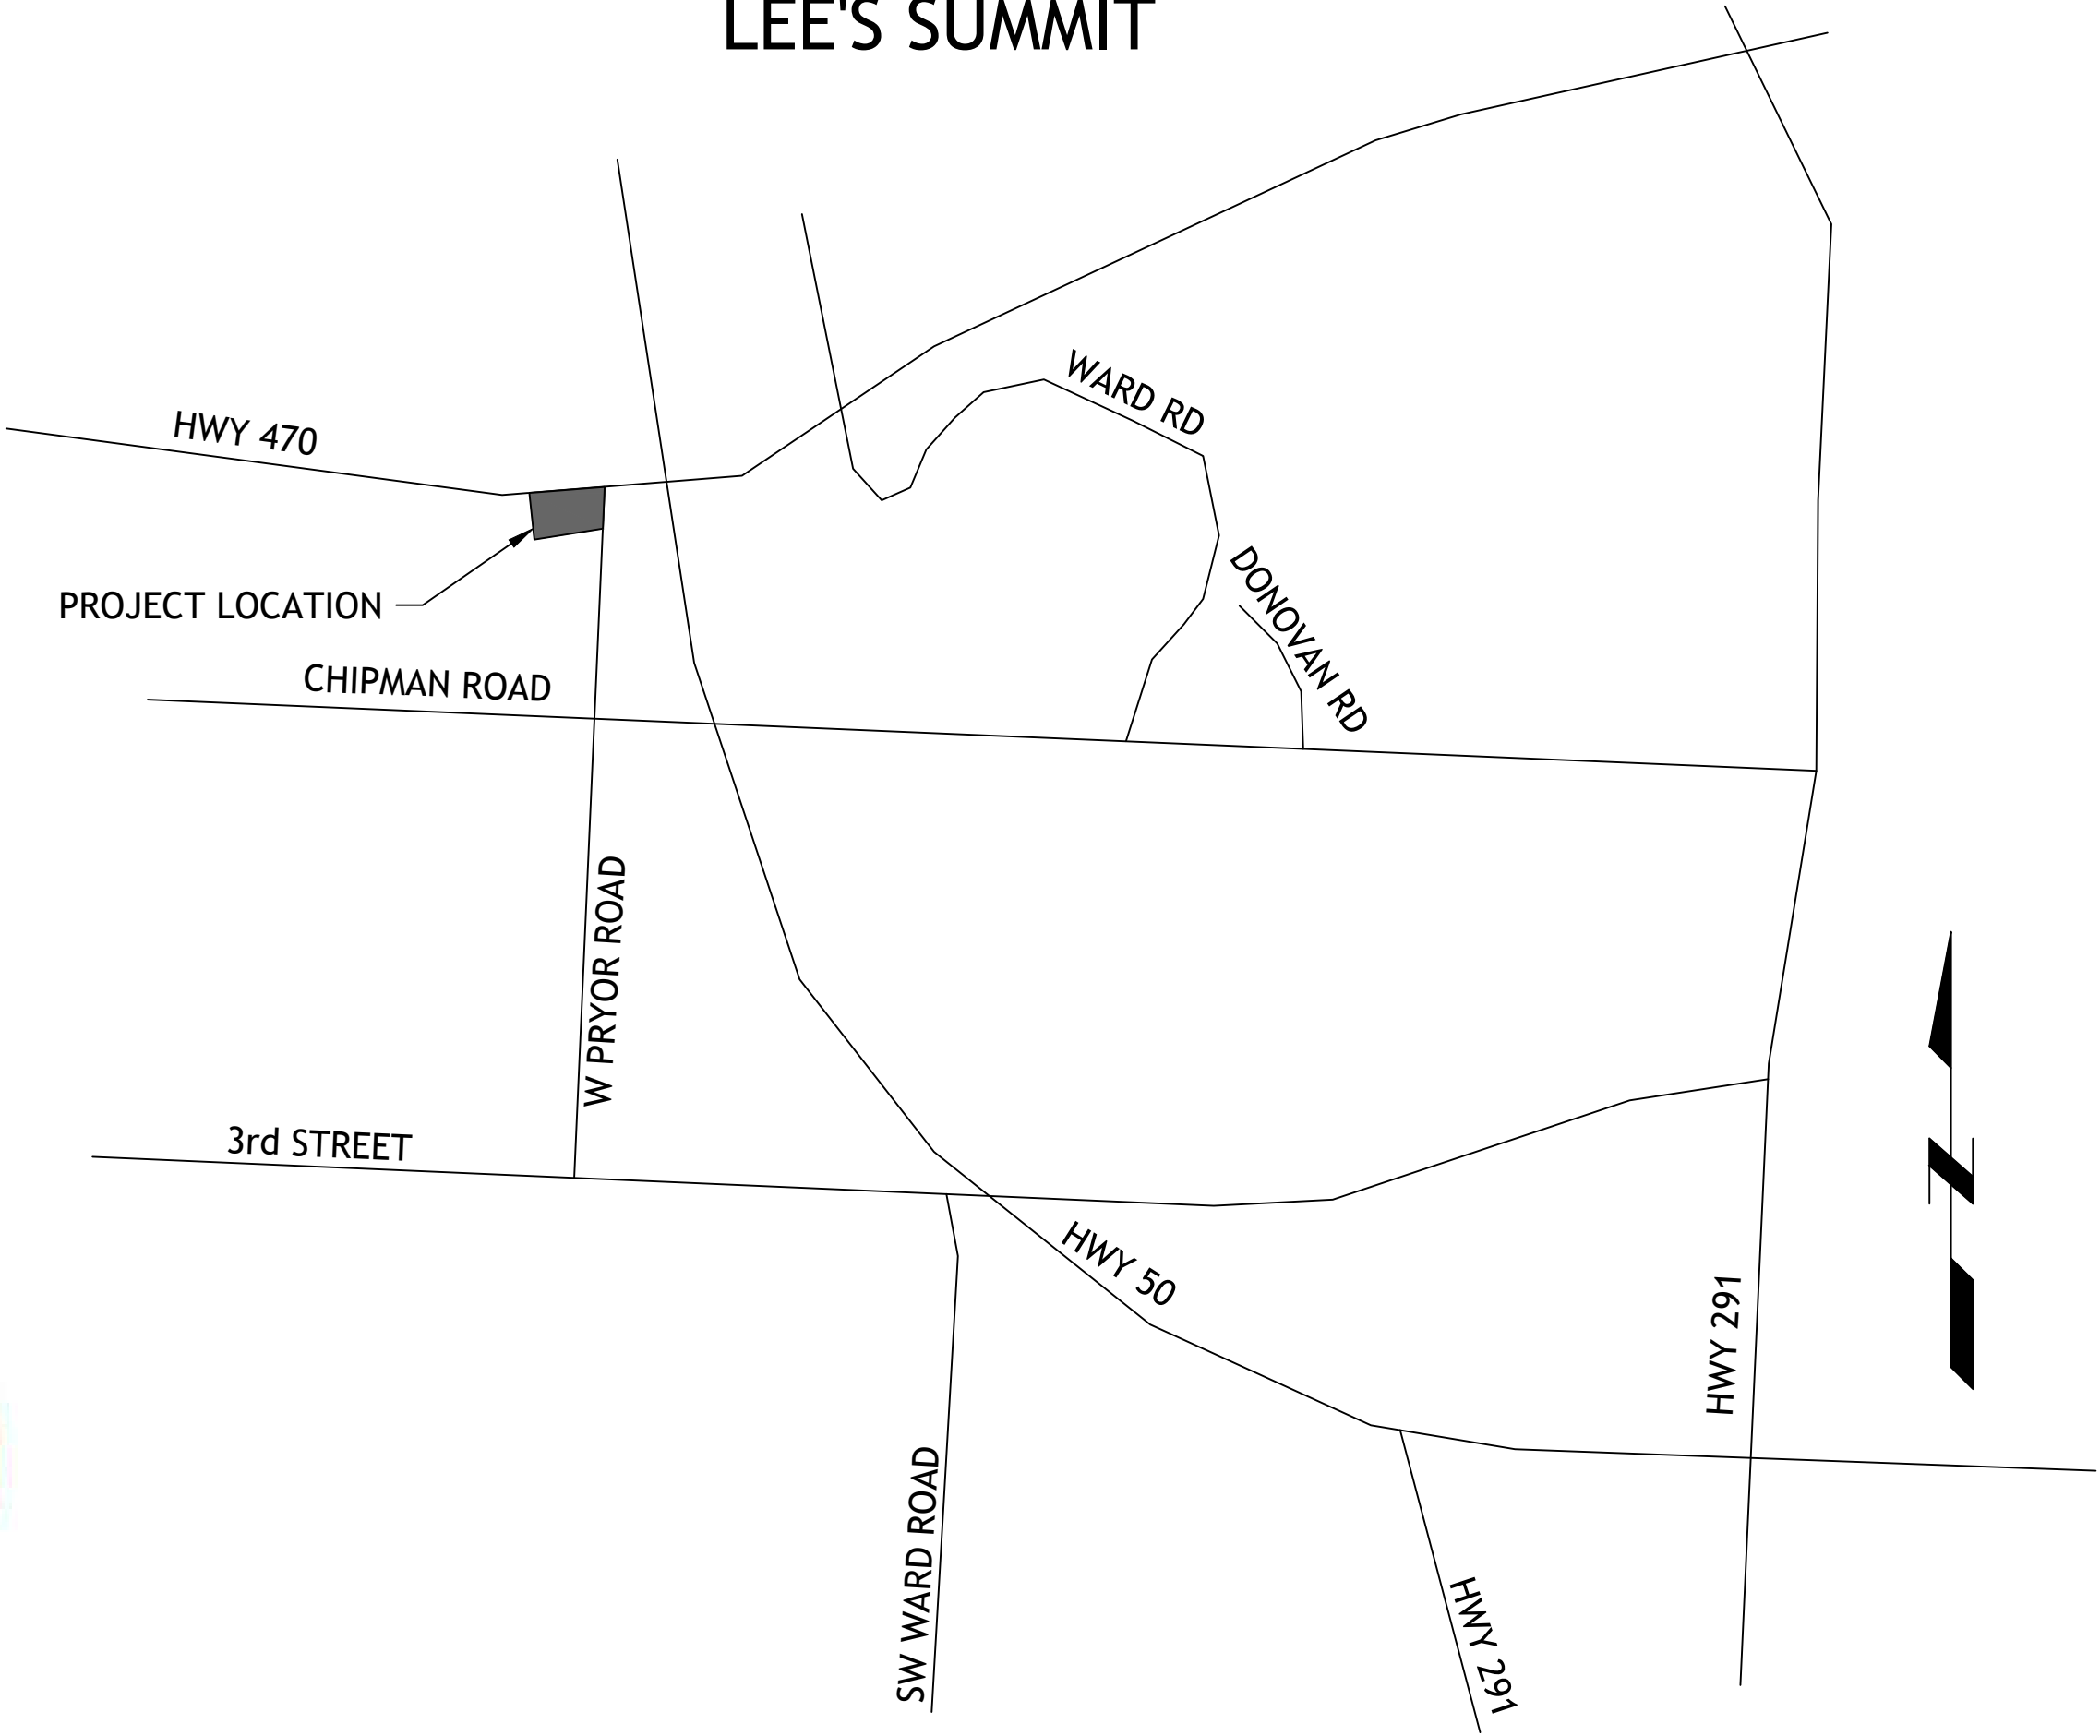 LEE'S SUMMIT
WARD RD
HWY 470
DONOVAN RD
PROJECT LOCATION
CHIPMAN ROAD
W PRYOR ROAD
3rd STREET
HWY 50
HWY 291
SW WARD ROAD
HWY 291
N